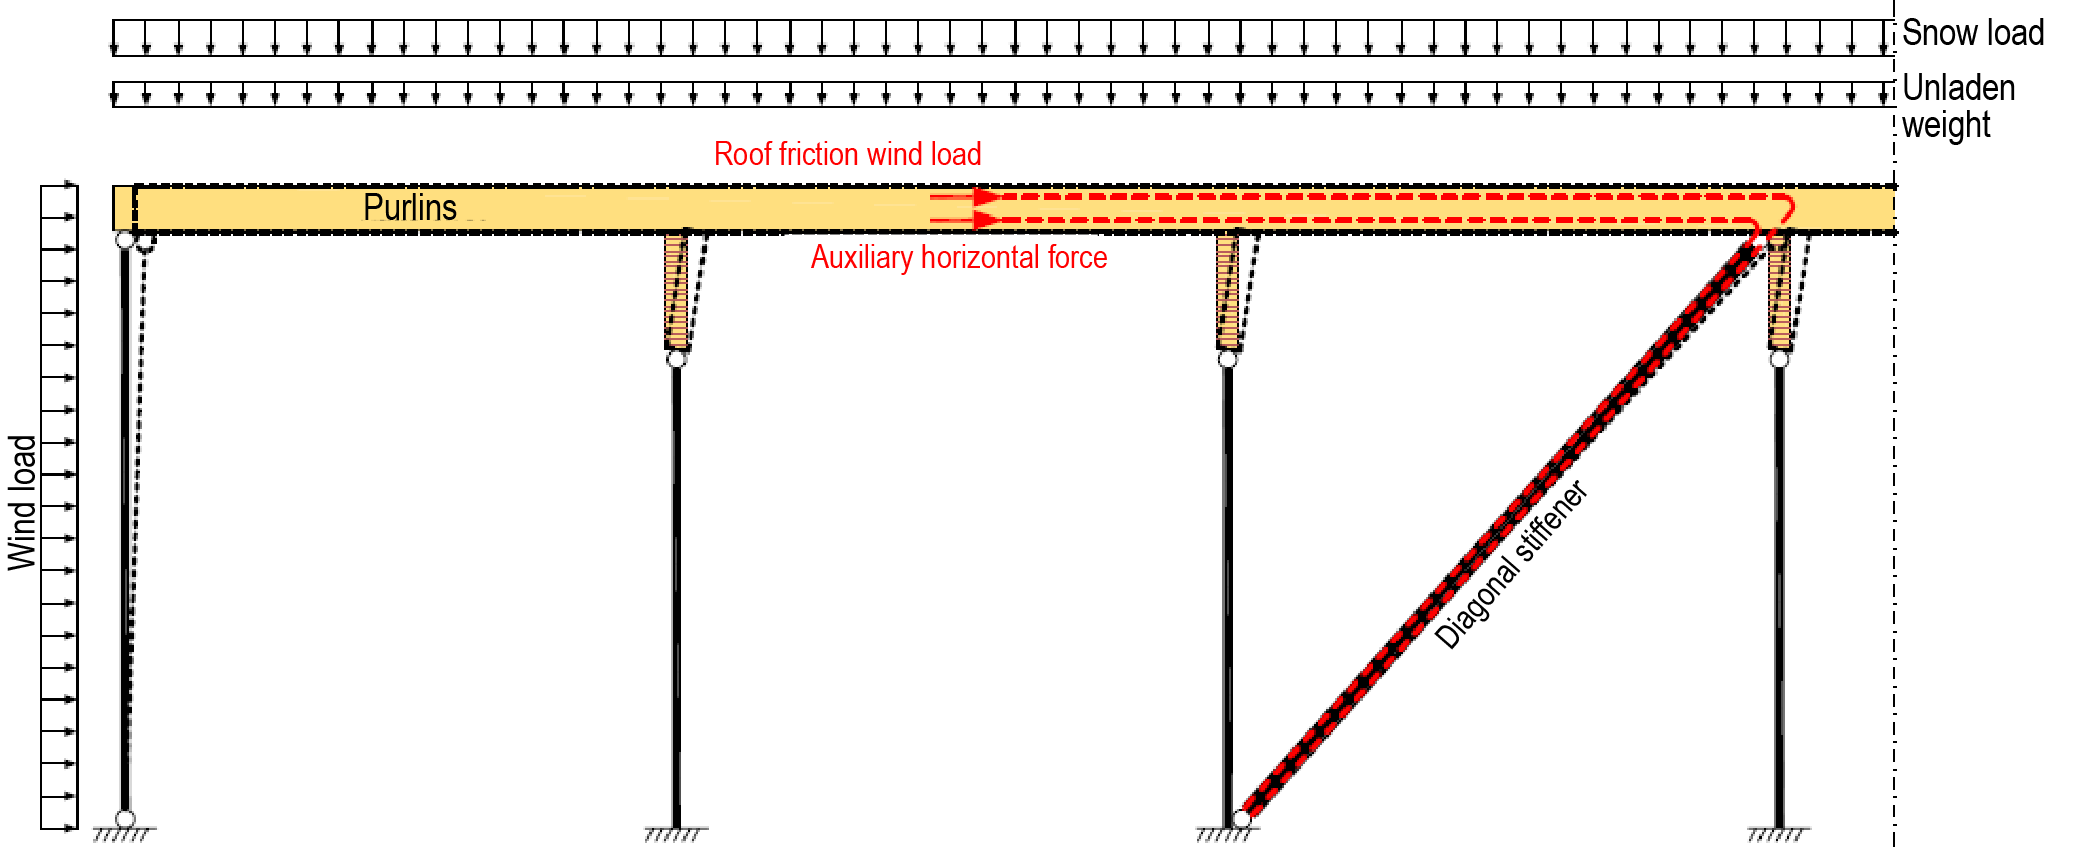 Snow load
Unladen
weight
Roof friction wind load
Purlins
Auxiliary horizontal force
Wind load
Diagonal stiffener